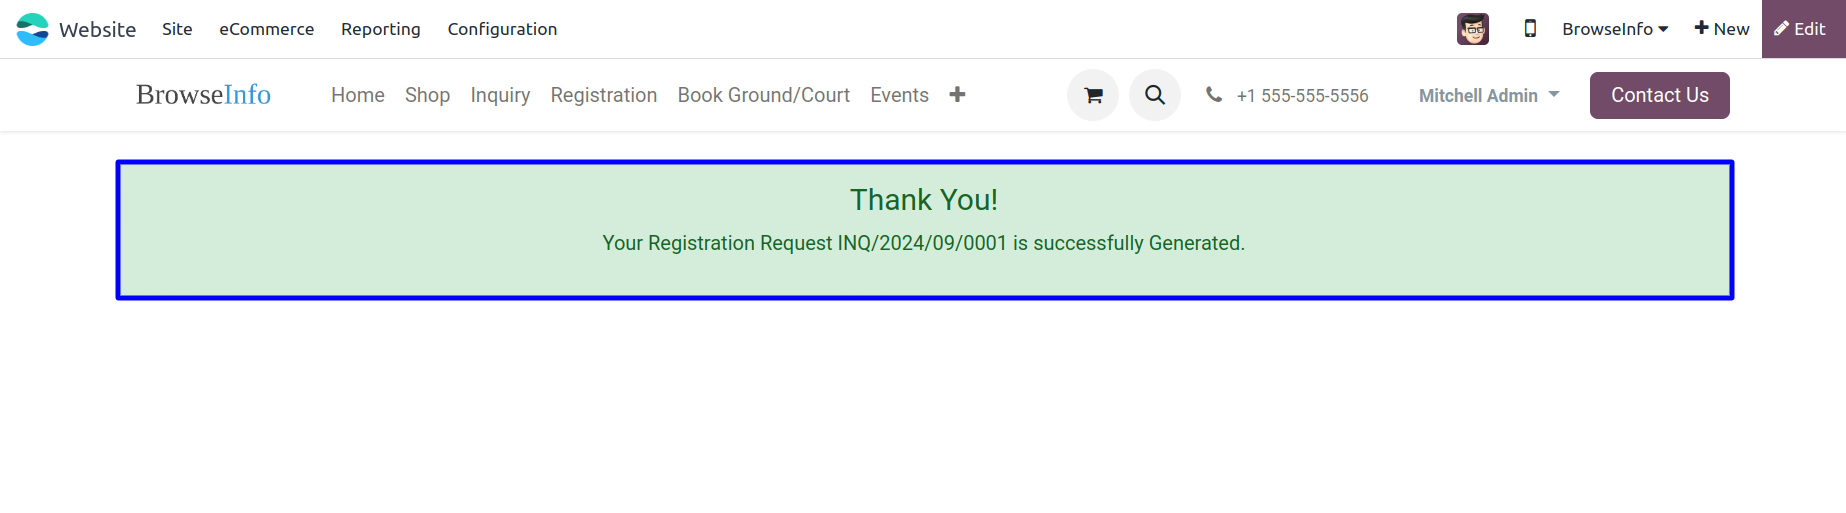 Website Site eCommerce Reporting Configuration BrowseInfo New Edit
BrowseInfo Home Shop Inquiry Registration Book Ground/Court Events +1 555-555-5556 Mitchell Admin Contact Us
Thank You!
Your Registration Request INQ/2024/09/0001 is successfully Generated.